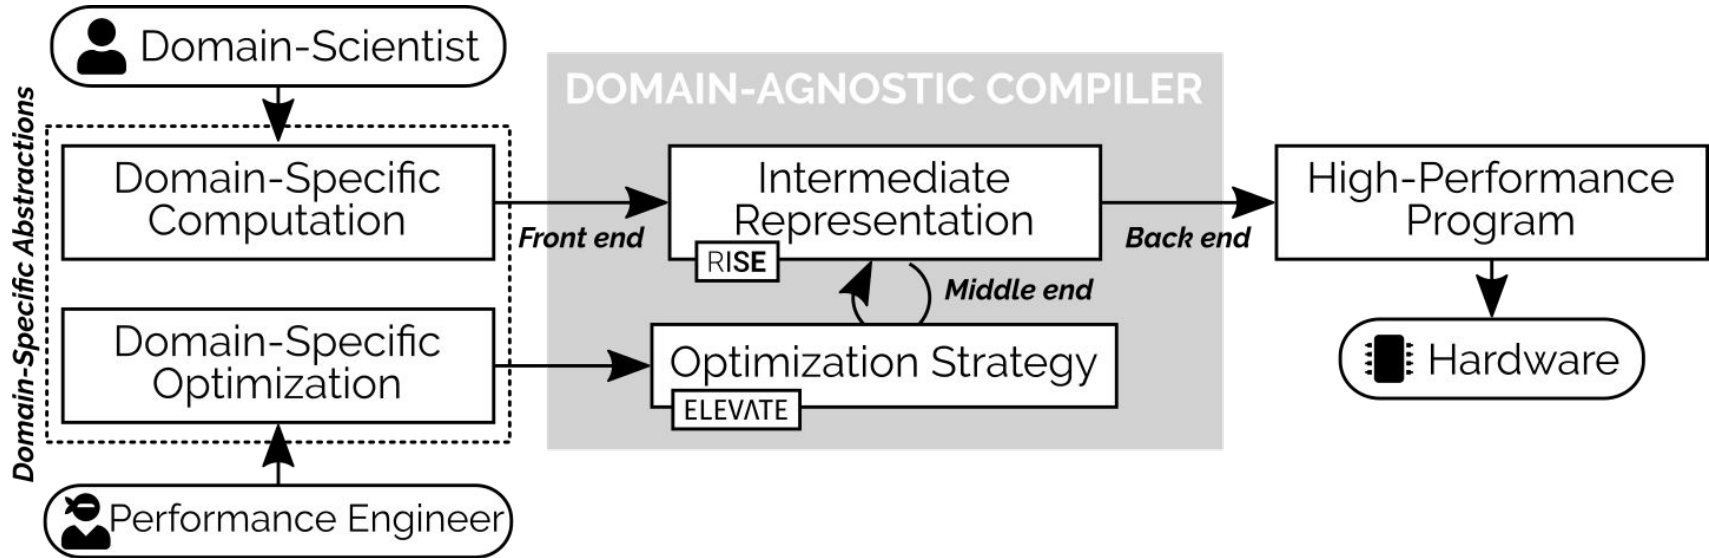 Domain-Scientist
Domain-Specific Abstractions
DOMAIN-AGNOSTIC COMPILER
Domain-Specific
Computation
Front end
Intermediate
Representation
RISE
Back end
High-Performance
Program
Middle end
Domain-Specific
Optimization
Optimization Strategy
ELEVATE
Hardware
Performance Engineer